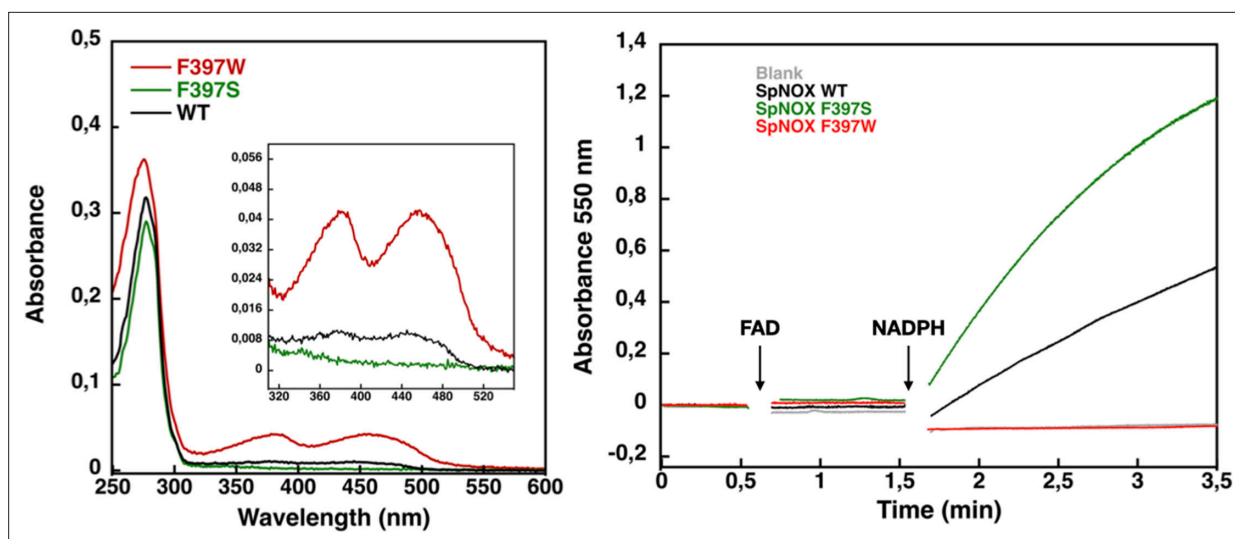 0,5
0,4
0,3
0,2
0,1
0
Absorbance
F397W
F397S
WT
0,056
0,048
0,04
0,032
0,024
0,016
0,008
0
320 360 400 440 480 520
250 300 350 400 450 500 550 600
Wavelength (nm)
1,4
1,2
1
0,8
0,6
0,4
0,2
0
-0,2
Absorbance 550 nm
Blank
SpNOX WT
SpNOX F397S
SpNOX F397W
FAD
NADPH
0 0,5 1 1,5 2 2,5 3 3,5
Time (min)